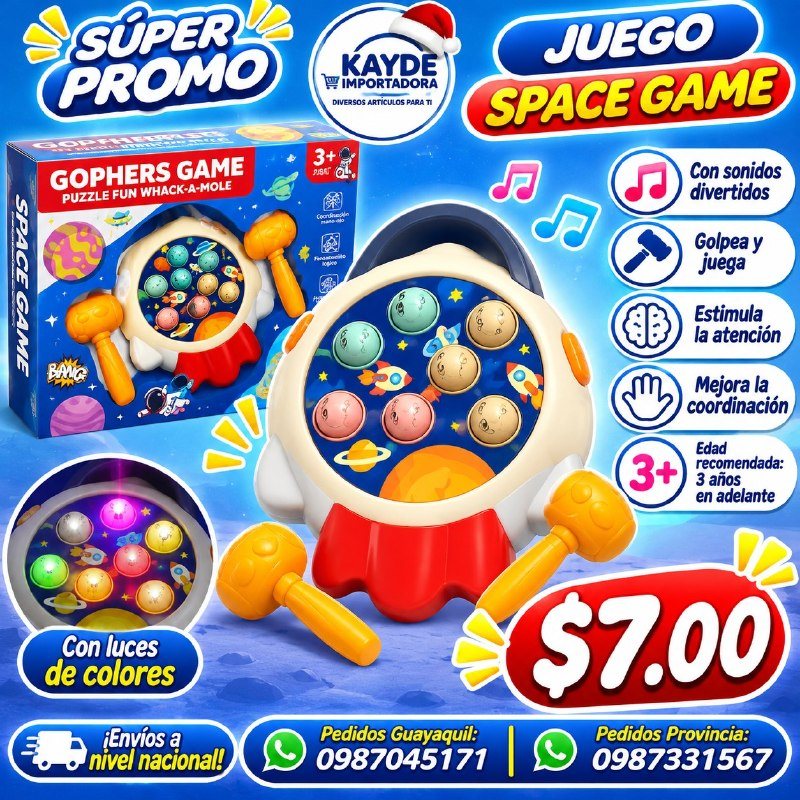 SÚPER
PROMO
KAYDE
IMPORTADORA
DIVERSOS ARTÍCULOS PARA TI
JUEGO
SPACE GAME
GOPHERS GAME
PUZZLE FUN WHACK-A-MOLE
3+
SPACE GAME
Coordinación
BANG
Con sonidos
divertidos
Golpea y
juega
Estimula
la atención
Mejora la
coordinación
3+
Edad
recomendada:
3 años
en adelante
Con luces
de colores
$7.00
¡Envíos a
nivel nacional!
Pedidos Guayaquil:
0987045171
Pedidos Provincia:
0987331567